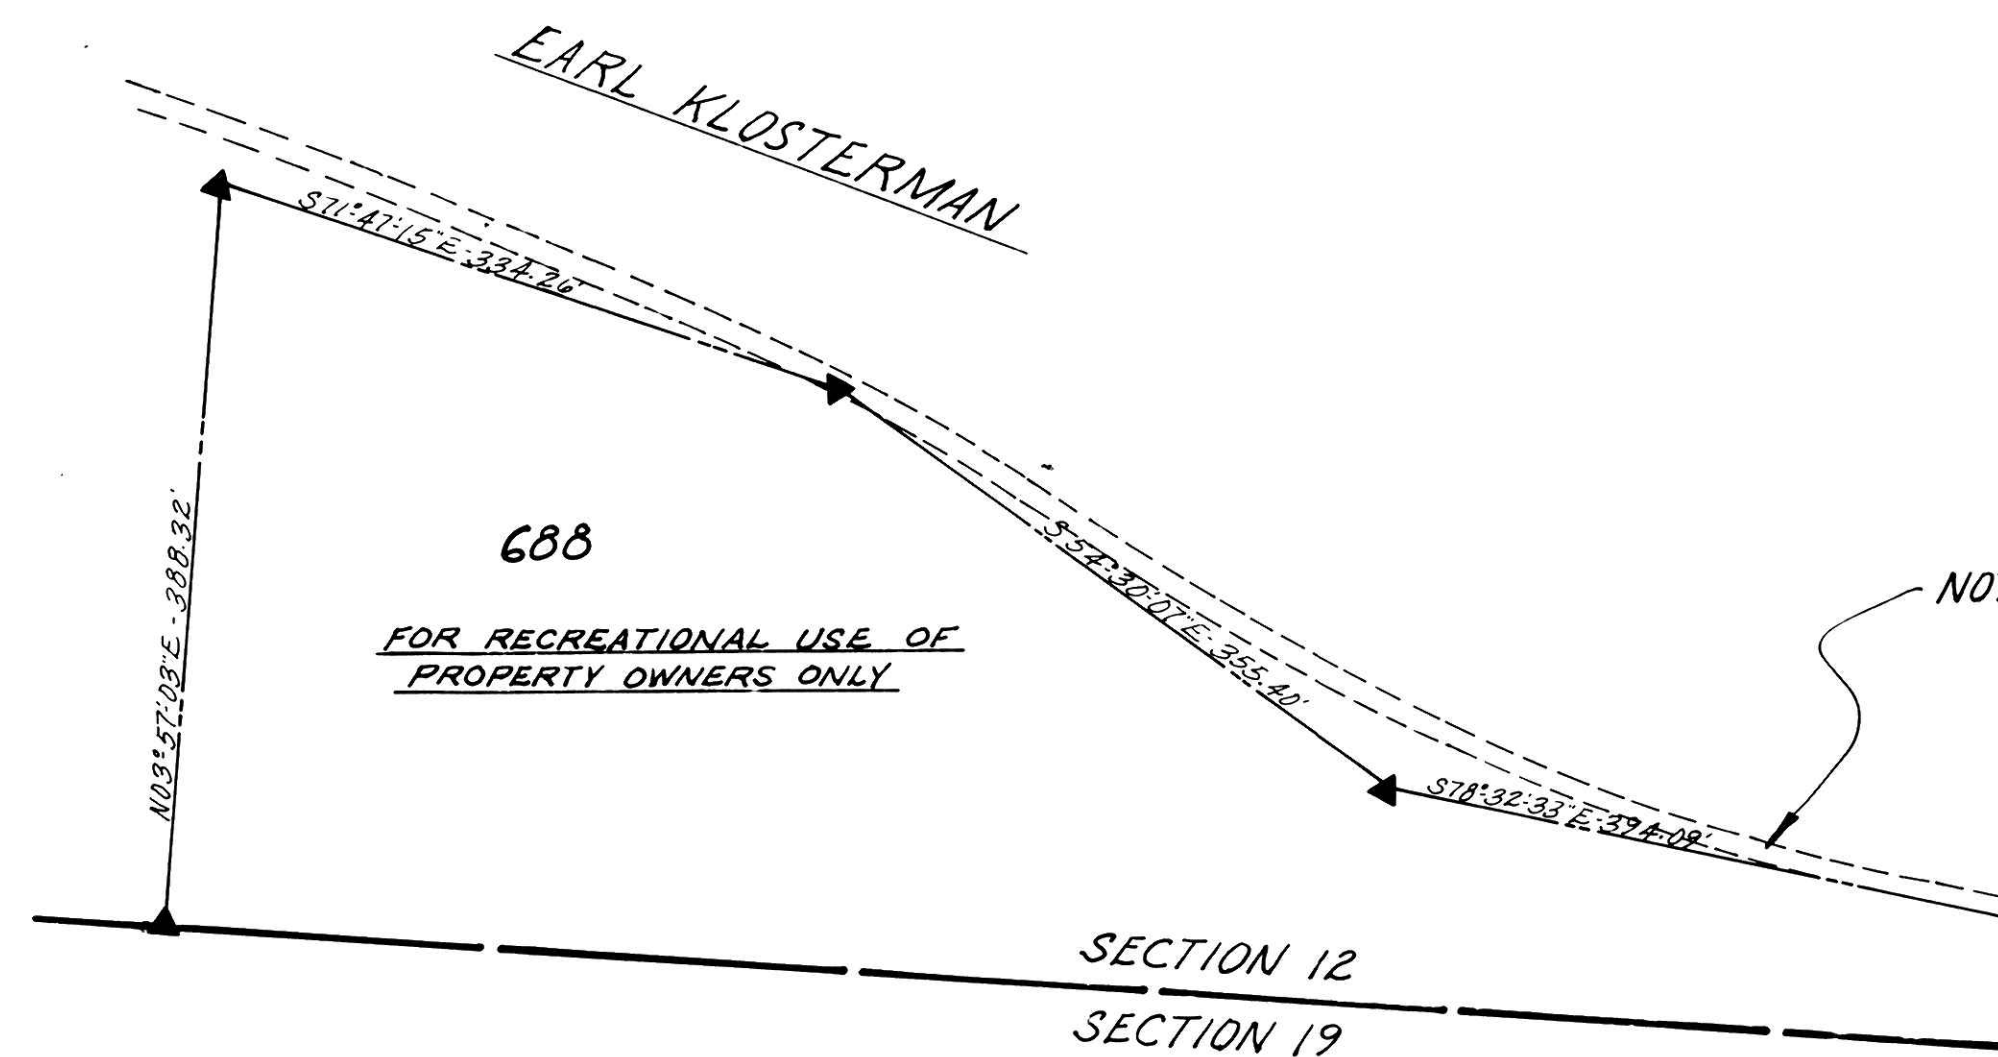 EARL KLOSTERMAN
S71°47'15"E-334.26'
N03°57'03"E-388.32'
688
FOR RECREATIONAL USE OF
PROPERTY OWNERS ONLY
S54°30'07"E-355.40'
S78°32'33"E-394.09'
SECTION 12
SECTION 19